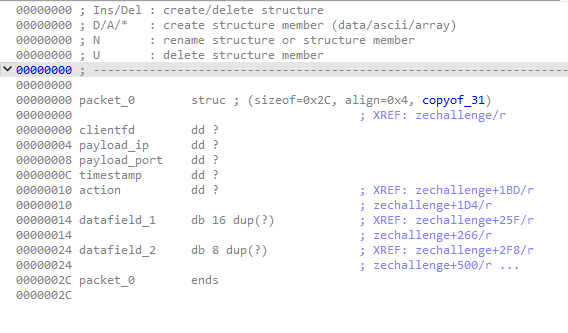 00000000 ; Ins/Del : create/delete structure
00000000 ; D/A/*   : create structure member (data/ascii/array)
00000000 ; N       : rename structure or structure member
00000000 ; U       : delete structure member
00000000 ; ---------------------------------------------------------------------
00000000
00000000 packet_0        struc ; (sizeof=0x2C, align=0x4, copyof_31)
00000000                                         ; XREF: zechallenge/r
00000000 clientfd        dd ?
00000004 payload_ip      dd ?
00000008 payload_port    dd ?
0000000C timestamp       dd ?
00000010 action          dd ?                    ; XREF: zechallenge+1BD/r
00000010                                         ; zechallenge+1D4/r
00000014 datafield_1     db 16 dup(?)            ; XREF: zechallenge+25F/r
00000014                                         ; zechallenge+266/r
00000024 datafield_2     db 8 dup(?)             ; XREF: zechallenge+2F8/r
00000024                                         ; zechallenge+500/r ...
0000002C packet_0        ends
0000002C